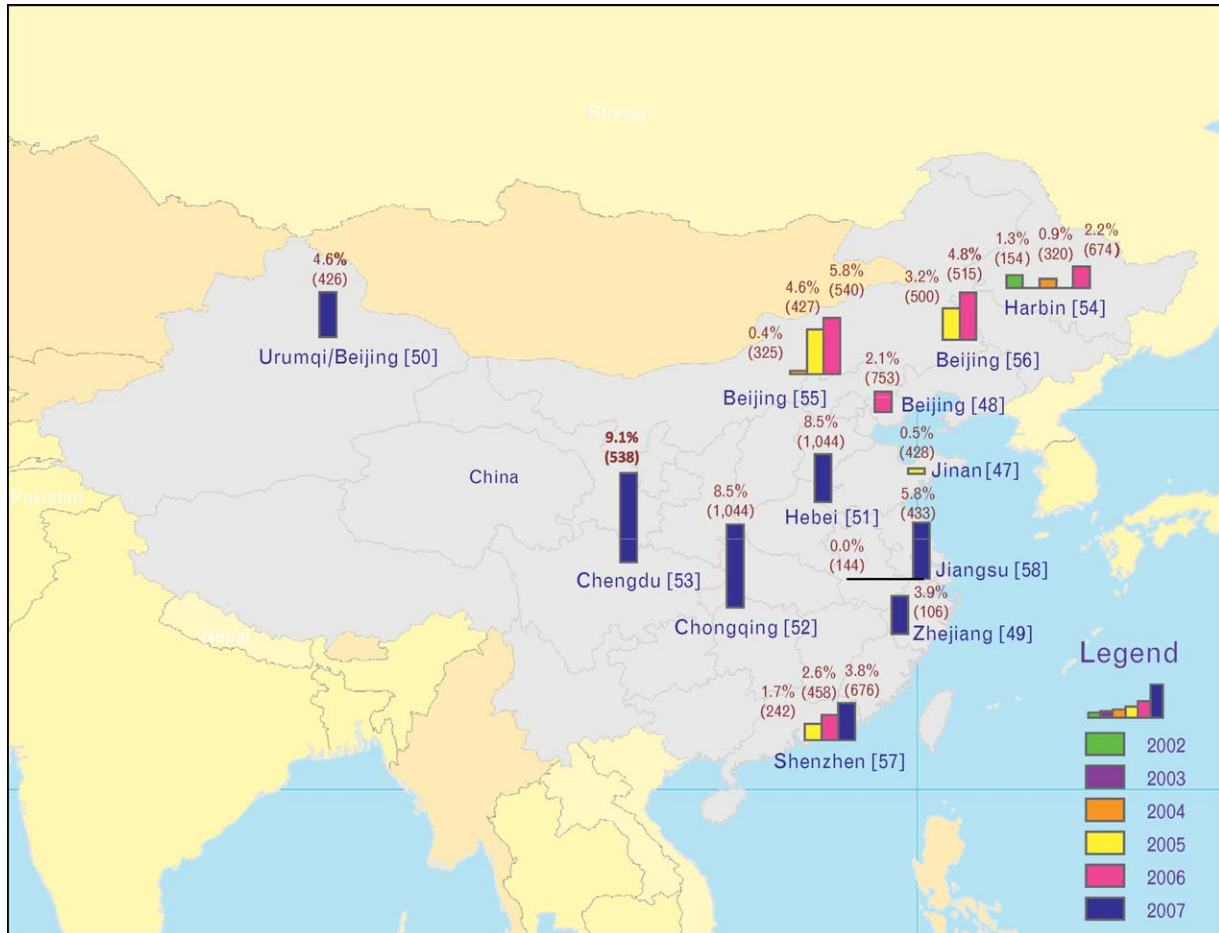 Russia
1.3%
(154)
0.9%
(320)
2.2%
(674)
Harbin [54]
3.2%
(500)
4.8%
(515)
Beijing [56]
4.6%
(426)
Urumqi/Beijing [50]
0.4%
(325)
4.6%
(427)
5.8%
(540)
Beijing [55]
2.1%
(753)
Beijing [48]
8.5%
(1,044)
Hebei [51]
0.5%
(428)
Jinan [47]
9.1%
(538)
Chengdu [53]
China
Pakistan
8.5%
(1,044)
Chongqing [52]
0.0%
(144)
5.8%
(433)
Jiangsu [58]
3.9%
(106)
Zhejiang [49]
Nepal
1.7%
(242)
2.6%
(458)
3.8%
(676)
Shenzhen [57]
Legend
2002
2003
2004
2005
2006
2007